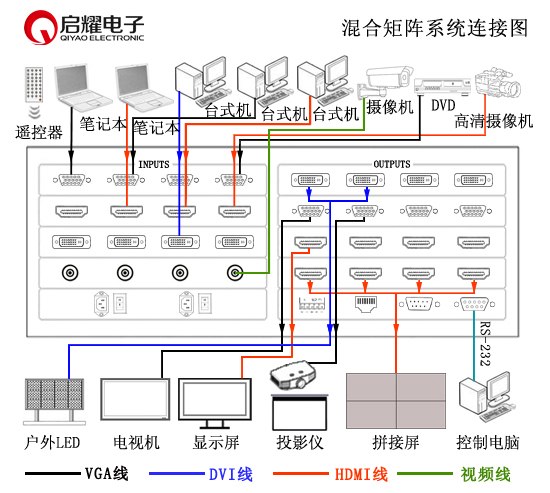 启耀电子
QIYAO ELECTRONIC
混合矩阵系统连接图
遥控器
笔记本
笔记本
台式机
台式机
台式机
摄像机
DVD
高清摄像机
INPUTS
OUTPUTS
RS-232
户外LED
电视机
显示屏
投影仪
拼接屏
控制电脑
VGA线
DVI线
HDMI线
视频线